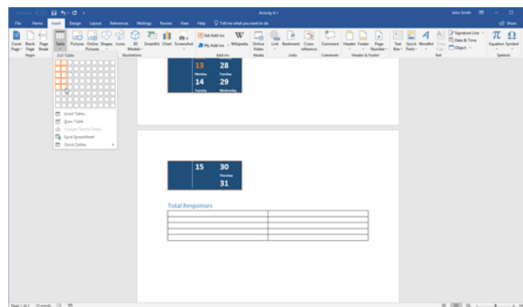 Activity 4-1
John Smith
File Home Insert Design Layout References Mailings Review View Help Tell me what you want to do
Cover Page Blank Page Page Break Table Pictures Online Pictures Shapes Icons 3D Models SmartArt Chart Screenshot Get Add-ins My Add-ins Wikipedia Online Video Link Bookmark Cross-reference Comment Header Footer Page Number Text Box Quick Parts WordArt Drop Cap Signature Line Date & Time Object Equation Symbol
Pages Illustrations Add-ins Media Links Comments Header & Footer Text Symbols
Insert Table...
Draw Table
Convert Text to Table...
Excel Spreadsheet
Quick Tables
13 28
Monday Tuesday
14 29
Tuesday Wednesday
15 30
Thursday
31
Total Responses